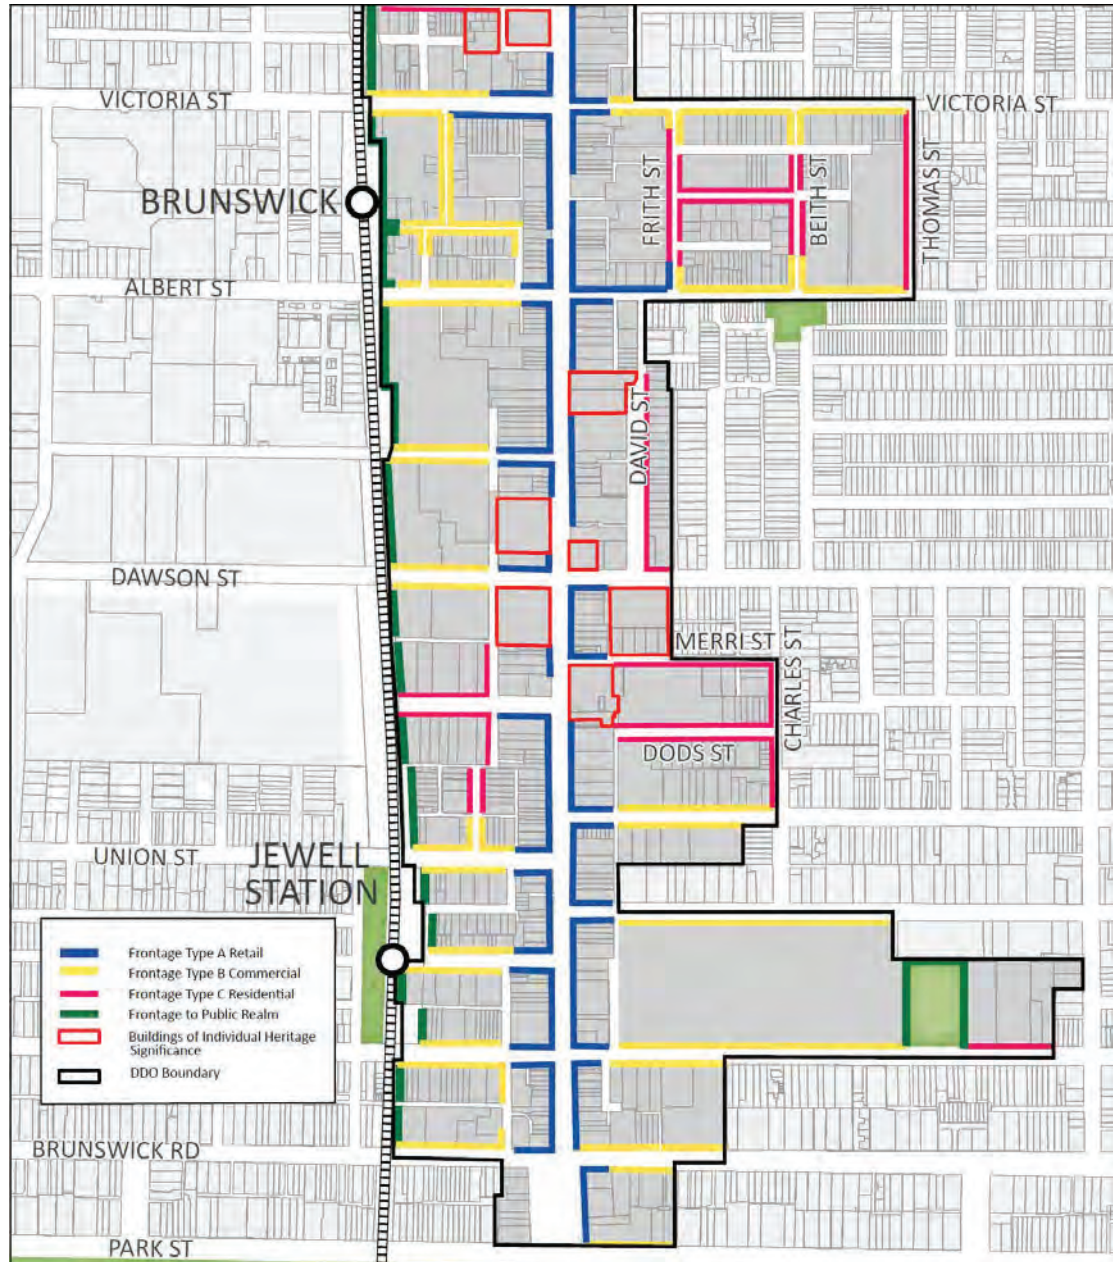 VICTORIA ST
VICTORIA ST
BRUNSWICK
FRITH ST
BEITH ST
THOMAS ST
ALBERT ST
DAVID ST
DAWSON ST
MERRI ST
CHARLES ST
DODS ST
UNION ST
JEWELL
STATION
Frontage Type A Retail
Frontage Type B Commercial
Frontage Type C Residential
Frontage to Public Realm
Buildings of Individual Heritage
Significance
DDO Boundary
BRUNSWICK RD
PARK ST